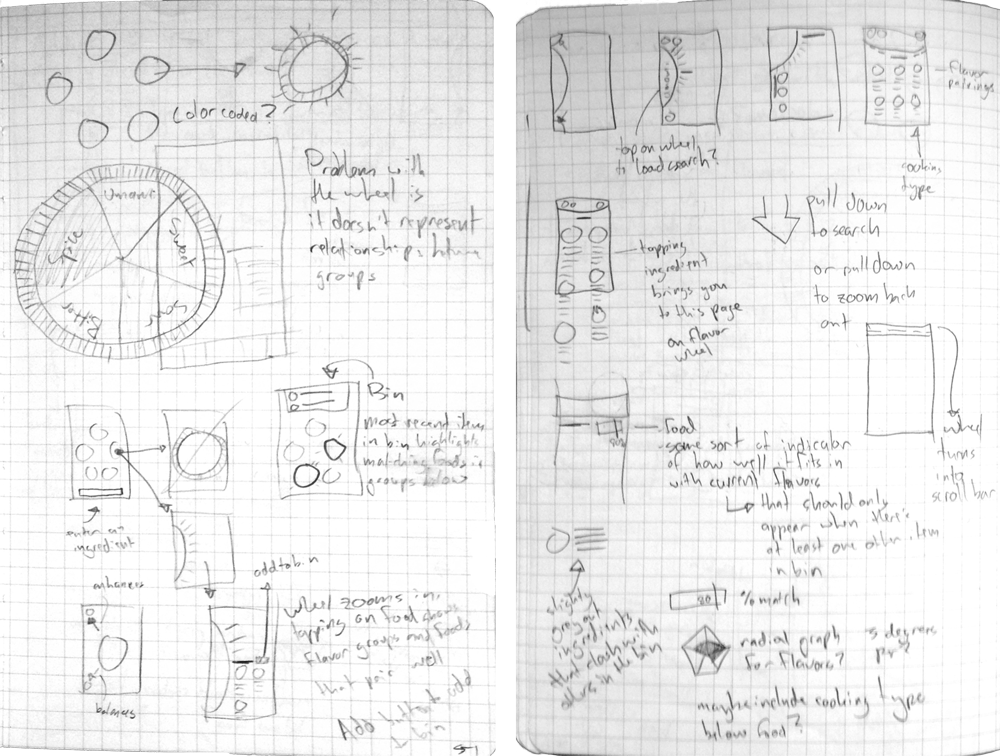 Color coded?
Problem with
the wheel is
it doesn't represent
relationships between
groups
Umami
Sweet
Sour
Bitter
Spice
Bin
most recent item
in bin highlights
matching foods in
groups below
enter an
ingredient
add to bin
enhances
balances
wheel zooms in,
tapping on food shows
flavor groups and foods
that pair well
Add button to add
to bin
flavor
pairings
cooking
type
tap on wheel
to load search?
pull down
to search
or pull down
to zoom back
out
tapping
ingredient
brings you
to this page
on flavor
wheel
wheel
turns
into
scroll bar
Food
some sort of indicator
of how well it fits in
with current flavors
that should only
appear when there's
at least one other item
in bin
slightly
grey out
ingredients
that clash with
others in the bin
80
% match
radial graph
for flavors?
5 degrees
maybe include cooking type
below food?